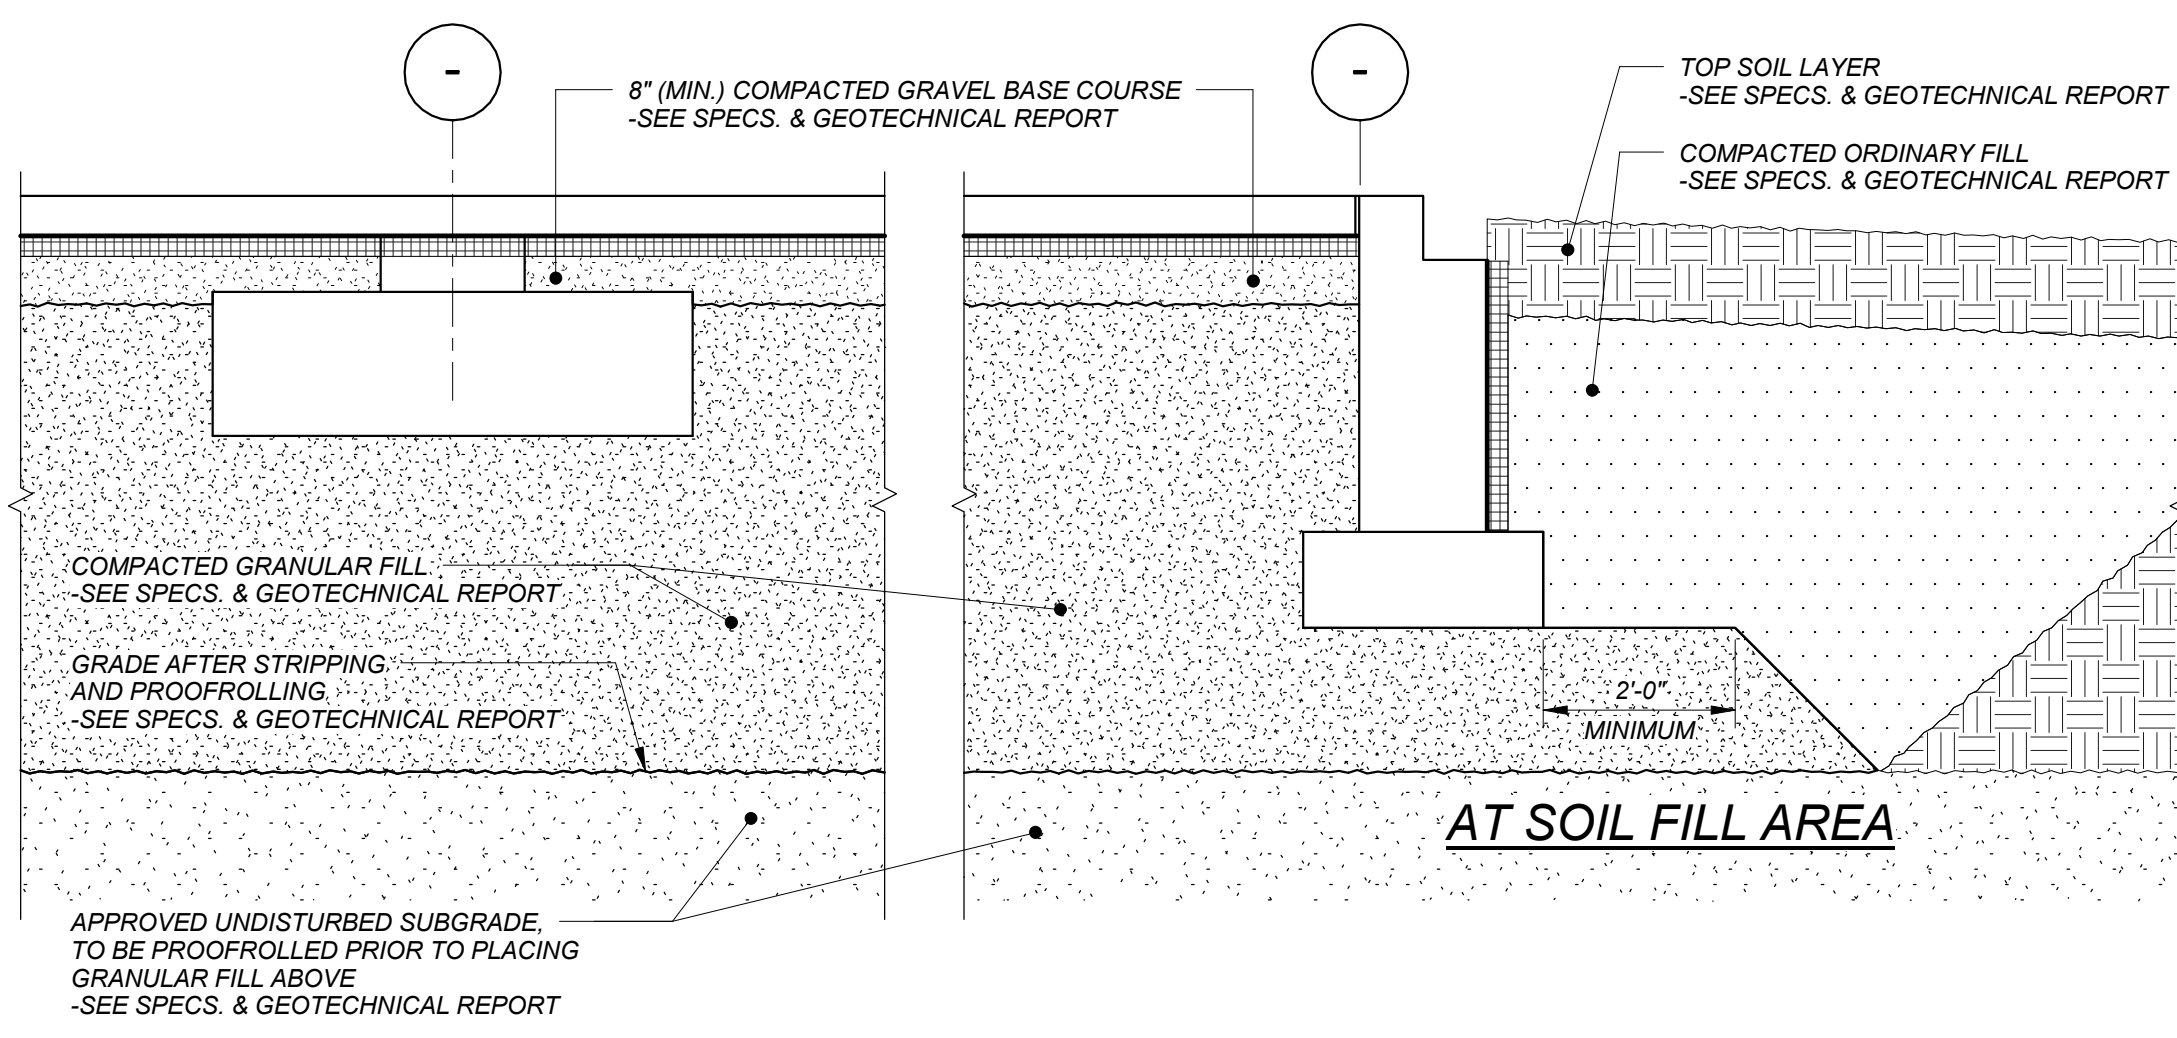 -
-
8" (MIN.) COMPACTED GRAVEL BASE COURSE
-SEE SPECS. & GEOTECHNICAL REPORT
TOP SOIL LAYER
-SEE SPECS. & GEOTECHNICAL REPORT
COMPACTED ORDINARY FILL
-SEE SPECS. & GEOTECHNICAL REPORT
COMPACTED GRANULAR FILL
-SEE SPECS. & GEOTECHNICAL REPORT
GRADE AFTER STRIPPING
AND PROOFROLLING
-SEE SPECS. & GEOTECHNICAL REPORT
2'-0"
MINIMUM
AT SOIL FILL AREA
APPROVED UNDISTURBED SUBGRADE,
TO BE PROOFROLLED PRIOR TO PLACING
GRANULAR FILL ABOVE
-SEE SPECS. & GEOTECHNICAL REPORT